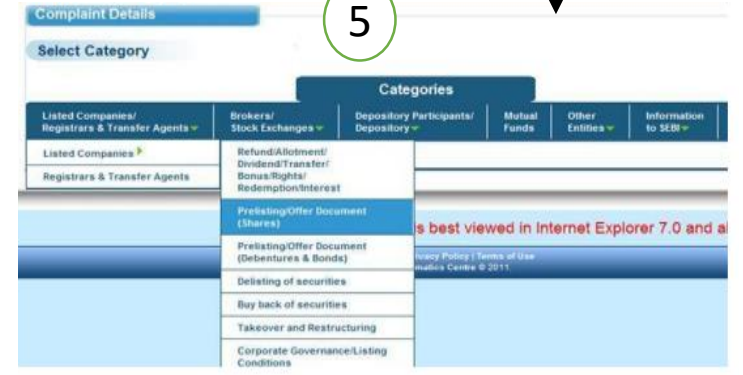 Complaint Details
5
Select Category
Categories
Listed Companies/
Registrars & Transfer Agents
Brokers/
Stock Exchanges
Depository Participants/
Depository
Mutual
Funds
Other
Entities
Information
to SEBI
Listed Companies
Registrars & Transfer Agents
Refund/Allotment/
Dividend/Transfer/
Bonus/Rights/
Redemption/Interest
Prelisting/Offer Document
(Shares)
Prelisting/Offer Document
(Debentures & Bonds)
Delisting of securities
Buy back of securities
Takeover and Restructuring
Corporate Governance/Listing
Conditions
s best viewed in Internet Explorer 7.0 and a
ivacy Policy | Terms of Use
matics Centre © 2011.